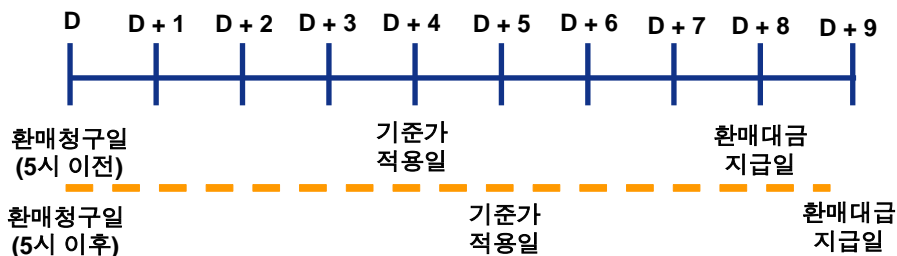 D D + 1 D + 2 D + 3 D + 4 D + 5 D + 6 D + 7 D + 8 D + 9
환매청구일 기준가 환매대금
(5시 이전) 적용일 지급일
환매청구일 기준가 환매대급
(5시 이후) 적용일 지급일